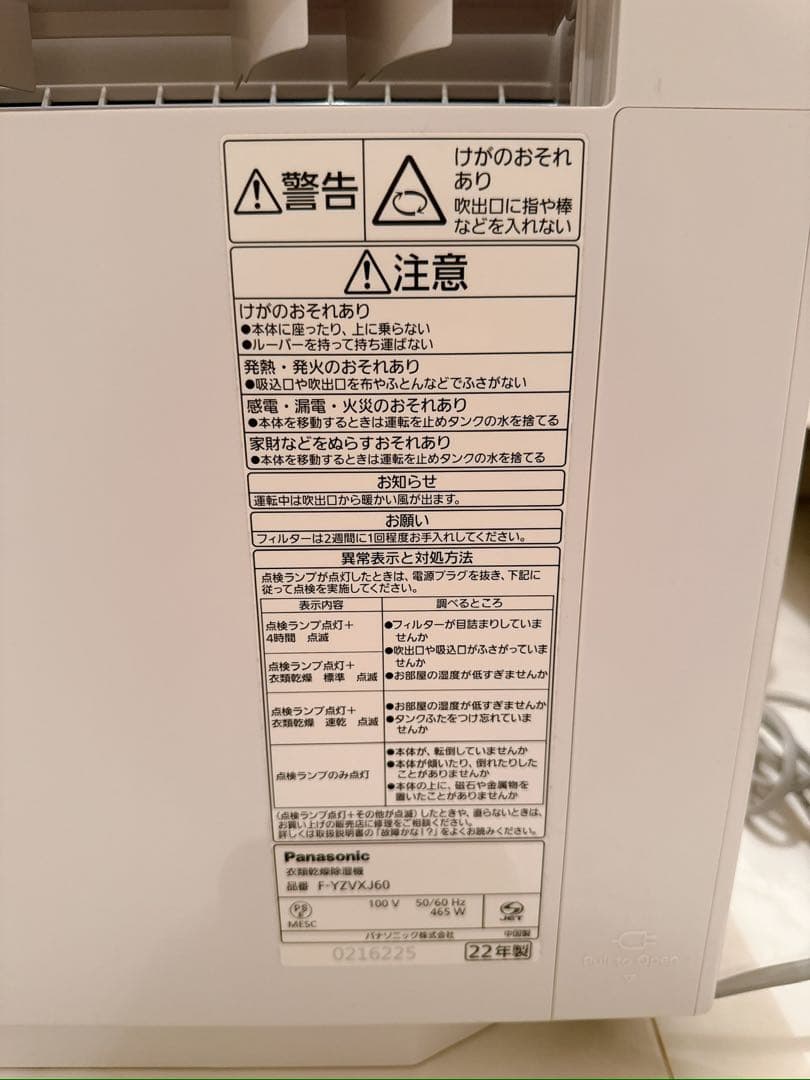 警告
けがのおそれ
あり
吹出口に指や棒
などを入れない
注意
けがのおそれあり
●本体に座ったり、上に乗らない
●ルーバーを持って持ち運ばない
発熱・発火のおそれあり
●吸込口や吹出口を布やふとんなどでふさがない
感電・漏電・火災のおそれあり
●本体を移動するときは運転を止めタンクの水を捨てる
家財などをぬらすおそれあり
●本体を移動するときは運転を止めタンクの水を捨てる
お知らせ
運転中は吹出口から暖かい風が出ます。
お願い
フィルターは2週間に1回程度お手入れしてください。
異常表示と対処方法
点検ランプが点灯したときは、電源プラグを抜き、下記に
従って点検を実施してください。
表示内容 調べるところ
点検ランプ点灯+
4時間 点滅
点検ランプ点灯+
衣類乾燥 標準 点滅
●フィルターが目詰まりしていま
せんか
●吹出口や吸込口がふさがっていま
せんか
●お部屋の湿度が低すぎませんか
点検ランプ点灯+
衣類乾燥 速乾 点滅
●お部屋の湿度が低すぎませんか
●タンクふたをつけ忘れていま
せんか
点検ランプのみ点灯
●本体が、転倒していませんか
●本体が傾いたり、倒れたりした
ことがありませんか
●本体の上に、磁石や金属物を
置いたことがありませんか
(点検ランプ点灯+その他が点滅)したときや、直らないときは、
お買い上げの販売店に修理をご相談ください。
詳しくは取扱説明書の「故障かな!?」をよくお読みください。
Panasonic
衣類乾燥除湿機
品番 F-YZVXJ60
PSE
MESC
100 V 50/60 Hz
465 W
JET
パナソニック株式会社 中国製
0216225
22年製
Pull to Open